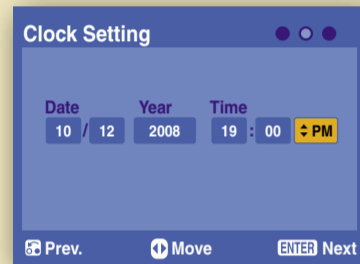 Clock Setting
Date Year Time
10 / 12 2008 19 : 00 PM
Prev. Move ENTER Next